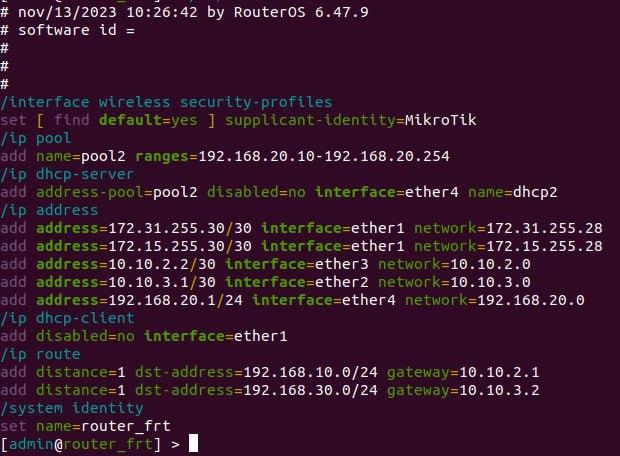 # nov/13/2023 10:26:42 by RouterOS 6.47.9
# software id =
#
#
#
/interface wireless security-profiles
set [ find default=yes ] supplicant-identity=MikroTik
/ip pool
add name=pool2 ranges=192.168.20.10-192.168.20.254
/ip dhcp-server
add address-pool=pool2 disabled=no interface=ether4 name=dhcp2
/ip address
add address=172.31.255.30/30 interface=ether1 network=172.31.255.28
add address=172.15.255.30/30 interface=ether1 network=172.15.255.28
add address=10.10.2.2/30 interface=ether3 network=10.10.2.0
add address=10.10.3.1/30 interface=ether2 network=10.10.3.0
add address=192.168.20.1/24 interface=ether4 network=192.168.20.0
/ip dhcp-client
add disabled=no interface=ether1
/ip route
add distance=1 dst-address=192.168.10.0/24 gateway=10.10.2.1
add distance=1 dst-address=192.168.30.0/24 gateway=10.10.3.2
/system identity
set name=router_frt
[admin@router_frt] >